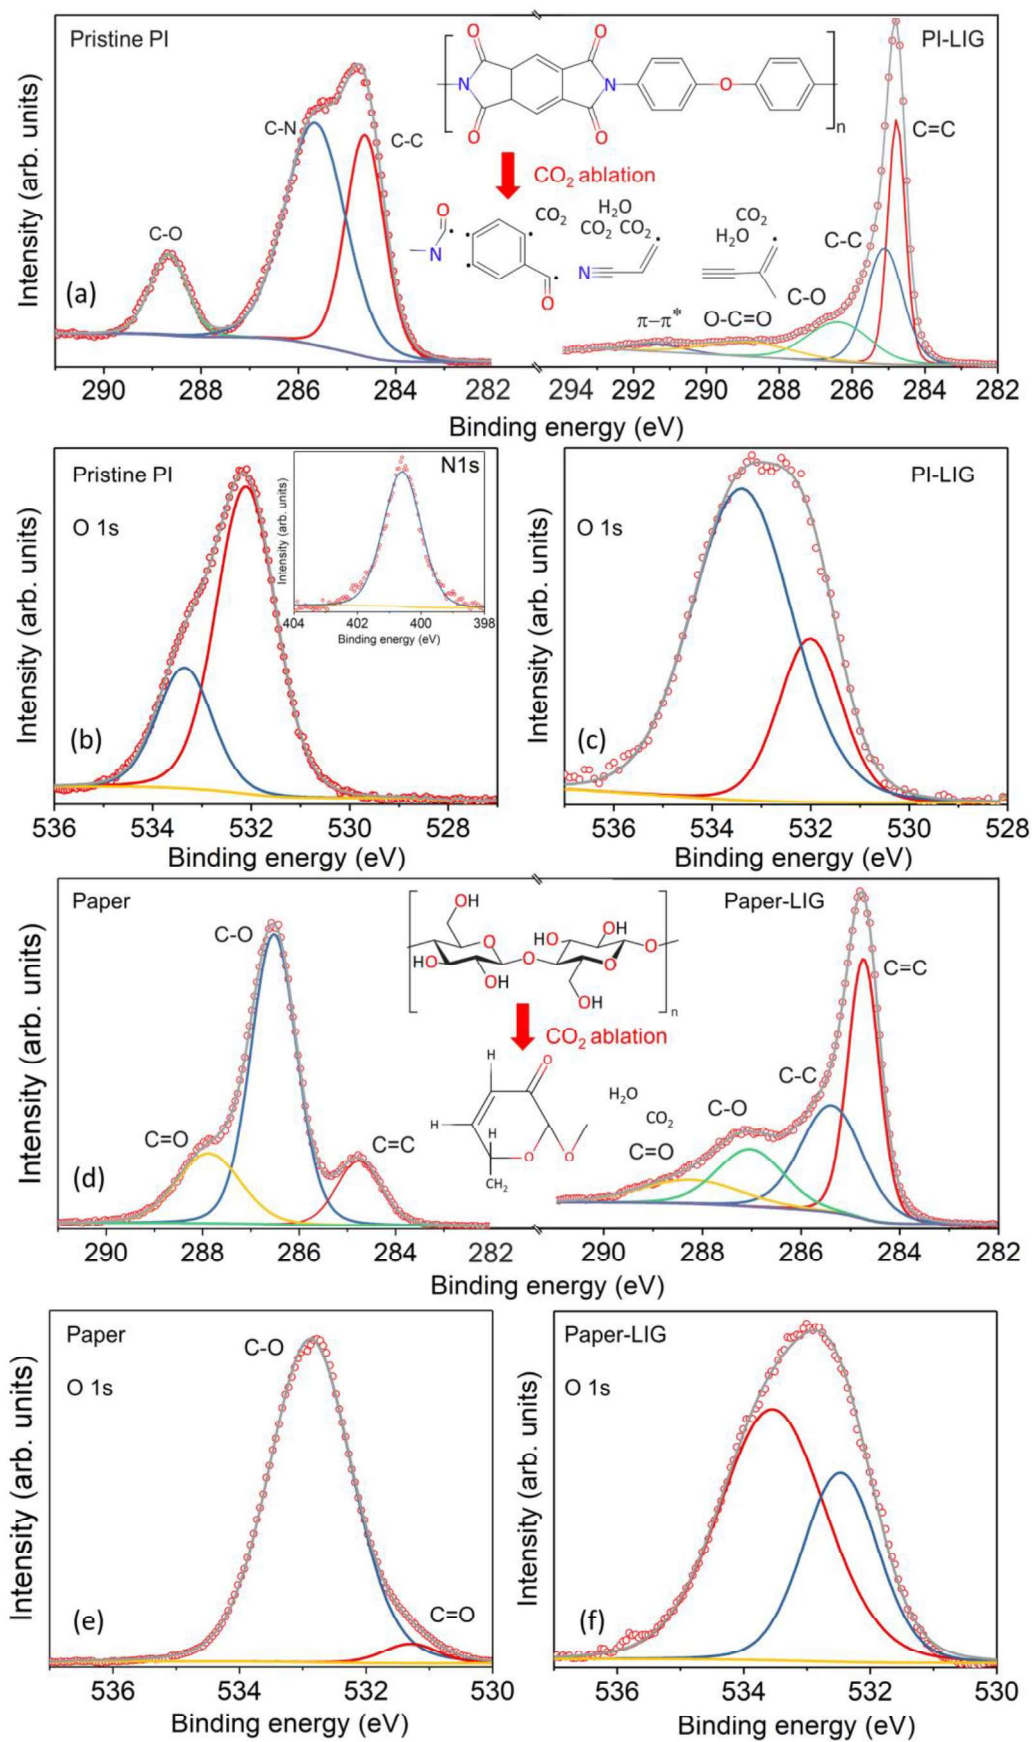 Pristine PI
PI-LIG
C-N
C-C
C-O
Intensity (arb. units)
(a)
O
O
N
N
O
O
O
n
CO₂ ablation
O
N
CO₂
O
H₂O
CO₂ CO₂
N
CO₂
H₂O
C=C
C-C
C-O
O-C=O
π–π*
290 288 286 284 282 294 292 290 288 286 284 282
Binding energy (eV)
Pristine PI
O 1s
N1s
Intensity (arb. units)
404 402 400 398
Binding energy (eV)
Intensity (arb. units)
(b)
536 534 532 530
Binding energy (eV)
PI-LIG
O 1s
Intensity (arb. units)
(c)
536 534 532 530 528
Binding energy (eV)
Paper
Paper-LIG
C-O
C=O
C=C
Intensity (arb. units)
(d)
OH
O
HO
OH
O
HO
OH
O
O
OH
n
CO₂ ablation
H
O
H
H
O
O
CH₂
H₂O
CO₂
C=O
C-O
C-C
C=C
290 288 286 284 282 290 288 286 284 282
Binding energy (eV)
Paper
O 1s
C-O
C=O
Intensity (arb. units)
(e)
536 534 532 530
Binding energy (eV)
Paper-LIG
O 1s
Intensity (arb. units)
(f)
536 534 532 530
Binding energy (eV)